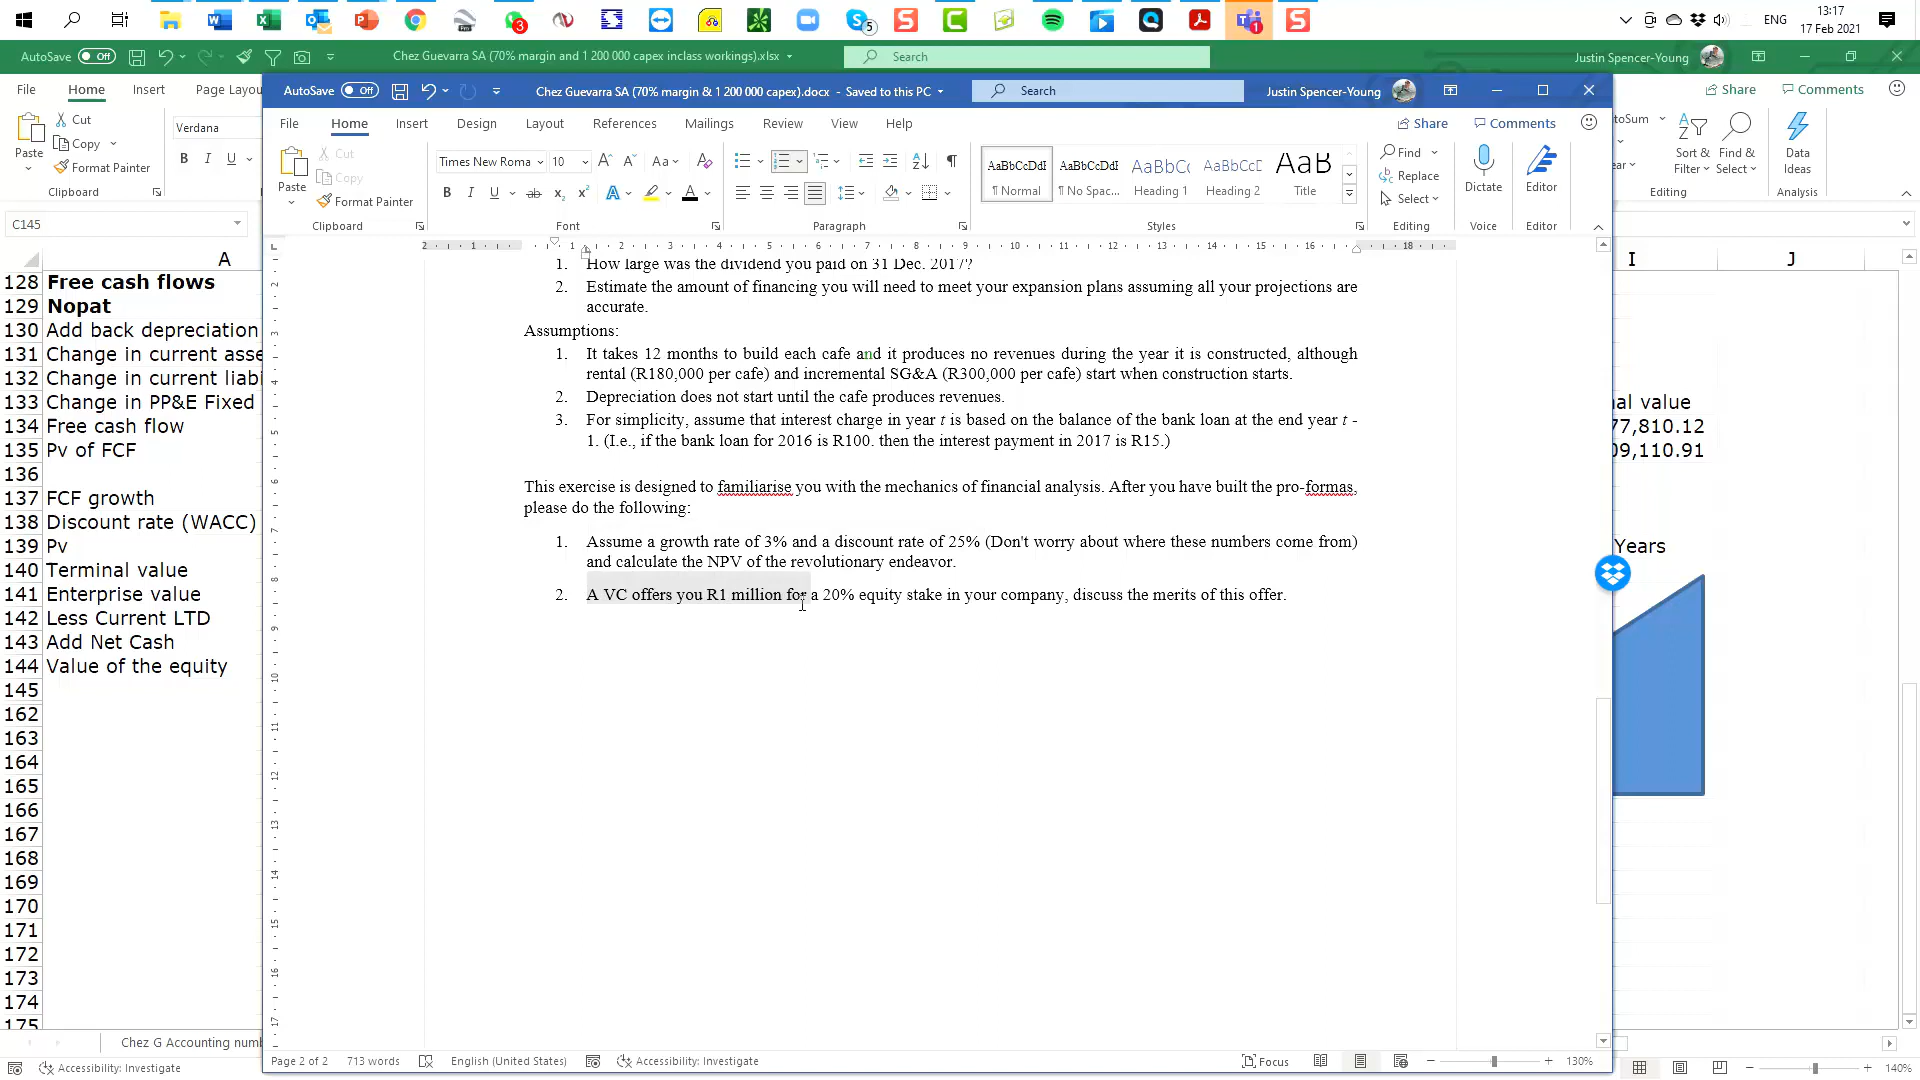 13:17
ENG
17 Feb 2021
AutoSave Off
Chez Guevarra SA (70% margin and 1 200 000 capex inclass workings).xlsx
Search
Justin Spencer-Young
File Home Insert Page Layou
Share Comments
AutoSave Off
Chez Guevarra SA (70% margin & 1 200 000 capex).docx - Saved to this PC
Search
Justin Spencer-Young
File Home Insert Design Layout References Mailings Review View Help
Share Comments
Paste
Cut
Copy
Format Painter
Clipboard
Verdana
B I U
Paste
Cut
Copy
Format Painter
Clipboard
Times New Roma 10
B I U ab x₂ x²
Font
Paragraph
AaBbCcDdI AaBbCcDdI AaBbCc AaBbCcE AaB
¶ Normal ¶ No Spac... Heading 1 Heading 2 Title
Styles
Find
Replace
Select
Editing
Dictate
Voice
Editor
Editor
toSum
Sort & Filter
Find & Select
Editing
Data Ideas
Analysis
C145
A I J
128 Free cash flows
129 Nopat
130 Add back depreciation
131 Change in current asse
132 Change in current liabi
133 Change in PP&E Fixed
134 Free cash flow
135 Pv of FCF
136
137 FCF growth
138 Discount rate (WACC)
139 Pv
140 Terminal value
141 Enterprise value
142 Less Current LTD
143 Add Net Cash
144 Value of the equity
145
162
163
164
165
166
167
168
169
170
171
172
173
174
175
1. How large was the dividend you paid on 31 Dec. 2017?
2. Estimate the amount of financing you will need to meet your expansion plans assuming all your projections are
accurate.
Assumptions:
1. It takes 12 months to build each cafe and it produces no revenues during the year it is constructed, although
rental (R180,000 per cafe) and incremental SG&A (R300,000 per cafe) start when construction starts.
2. Depreciation does not start until the cafe produces revenues.
3. For simplicity, assume that interest charge in year t is based on the balance of the bank loan at the end year t -
1. (I.e., if the bank loan for 2016 is R100. then the interest payment in 2017 is R15.)
This exercise is designed to familiarise you with the mechanics of financial analysis. After you have built the pro-formas,
please do the following:
1. Assume a growth rate of 3% and a discount rate of 25% (Don't worry about where these numbers come from)
and calculate the NPV of the revolutionary endeavor.
2. A VC offers you R1 million for a 20% equity stake in your company, discuss the merits of this offer.
al value
77,810.12
09,110.91
Years
Chez G Accounting numb
Page 2 of 2 713 words English (United States) Accessibility: Investigate Focus 130%
Accessibility: Investigate 140%